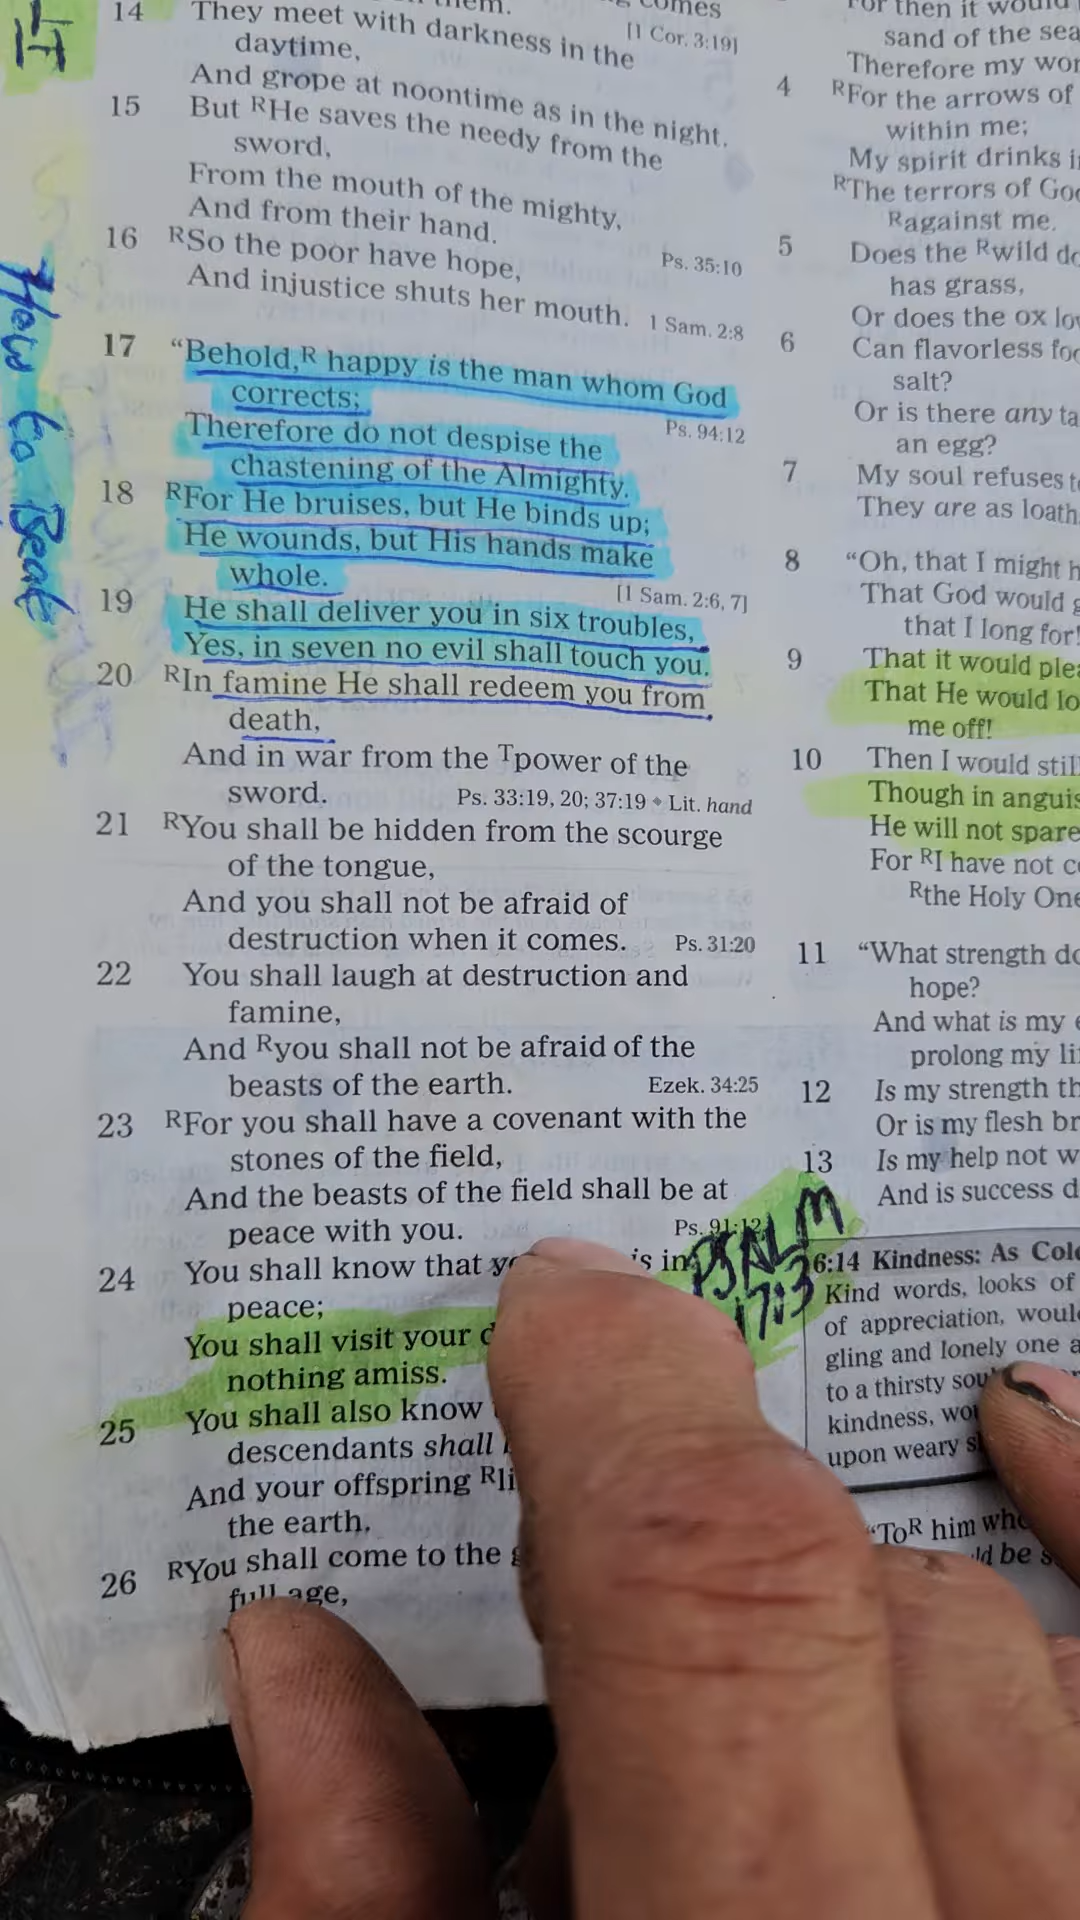 14 They meet with darkness in the
[1 Cor. 3:19]
daytime,
And grope at noontime as in the night.
15 But RHe saves the needy from the
sword,
From the mouth of the mighty,
And from their hand.
16 RSo the poor have hope,
Ps. 35:10
And injustice shuts her mouth. 1 Sam. 2:8
17 “Behold,R happy is the man whom God
corrects;
Ps. 94:12
Therefore do not despise the
chastening of the Almighty.
18 RFor He bruises, but He binds up;
He wounds, but His hands make
whole.
[1 Sam. 2:6, 7]
19 He shall deliver you in six troubles,
Yes, in seven no evil shall touch you.
20 RIn famine He shall redeem you from
death,
And in war from the Tpower of the
sword. Ps. 33:19, 20; 37:19 • Lit. hand
21 RYou shall be hidden from the scourge
of the tongue,
And you shall not be afraid of
destruction when it comes. Ps. 31:20
22 You shall laugh at destruction and
famine,
And Ryou shall not be afraid of the
beasts of the earth. Ezek. 34:25
23 RFor you shall have a covenant with the
stones of the field,
And the beasts of the field shall be at
peace with you. Ps. 91:12
24 You shall know that is in
peace;
You shall visit your
nothing amiss.
25 You shall also know
descendants shall
And your offspring
the earth.
26 RYou shall come to the
full age,
How to Beat
PSALM
17:3
For then it would
sand of the sea
Therefore my
4 RFor the arrows of
within me;
My spirit drinks
RThe terrors of
Ragainst me.
5 Does the Rwild
has grass,
Or does the ox
6 Can flavorless
salt?
Or is there any
an egg?
7 My soul refuses
They are as
8 “Oh, that I might
That God would
that I long for!
9 That it would
That He would
me off!
10 Then I would still
Though in
He will not spare
For RI have not
Rthe Holy One
11 “What strength
hope?
And what is my
prolong my
12 Is my strength
Or is my flesh
13 Is my help not
And is success
6:14 Kindness: As
Kind words, looks of
of appreciation,
gling and lonely one
to a thirsty
kindness,
upon weary
“ToR him
be